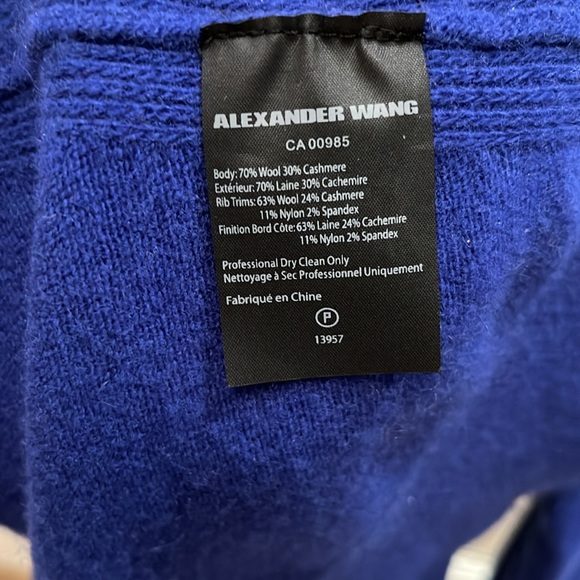 ALEXANDER WANG
CA 00985
Body: 70% Wool 30% Cashmere
Extérieur: 70% Laine 30% Cachemire
Rib Trims: 63% Wool 24% Cashmere
11% Nylon 2% Spandex
Finition Bord Côte: 63% Laine 24% Cachemire
11% Nylon 2% Spandex
Professional Dry Clean Only
Nettoyage à Sec Professionnel Uniquement
Fabriqué en Chine
P
13957